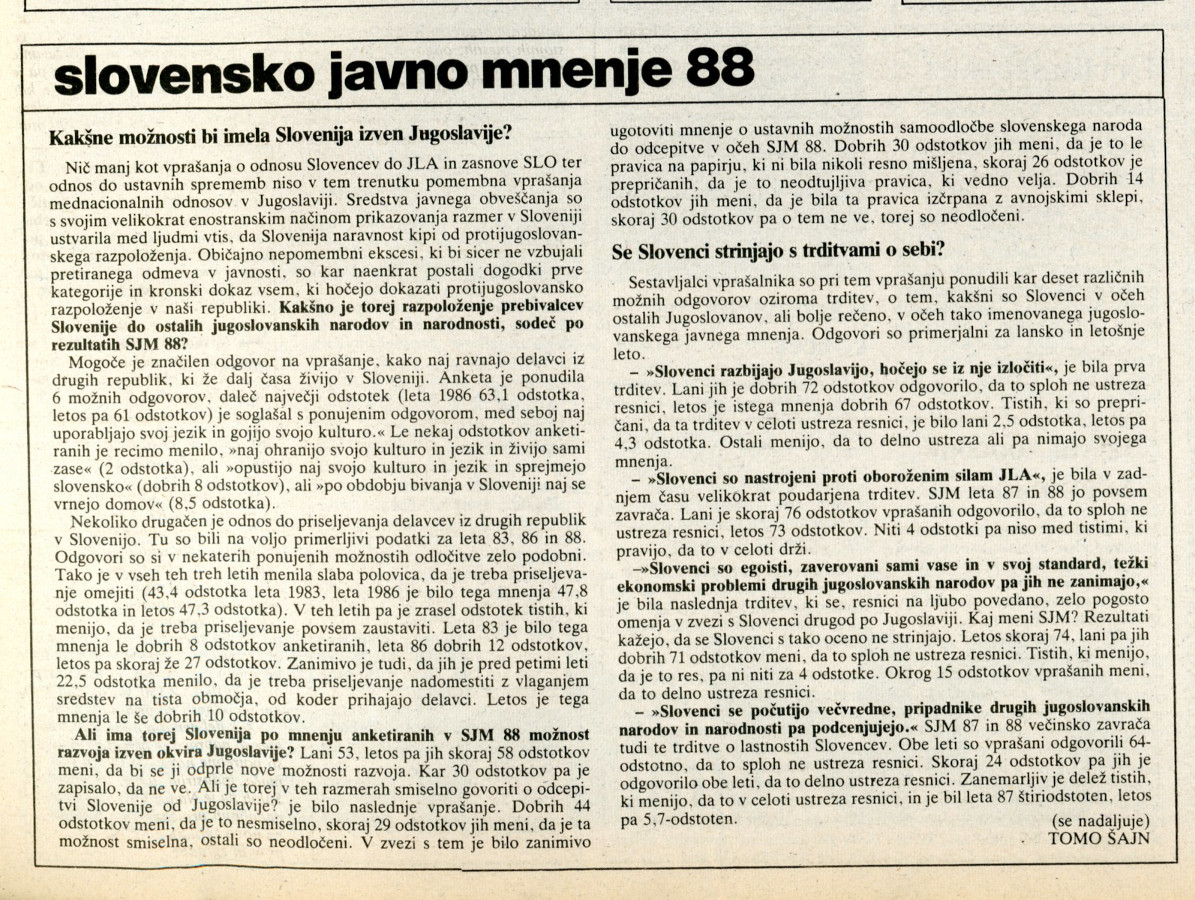 slovensko javno mnenje 88
Kakšne možnosti bi imela Slovenija izven Jugoslavije?
Nič manj kot vprašanja o odnosu Slovencev do JLA in zasnove SLO ter
odnos do ustavnih sprememb niso v tem trenutku pomembna vprašanja
mednacionalnih odnosov v Jugoslaviji. Sredstva javnega obveščanja so
s svojim velikokrat enostranskim načinom prikazovanja razmer v Sloveniji
ustvarila med ljudmi vtis, da Slovenija naravnost kipi od protijugoslovan-
skega razpoloženja. Običajno nepomembni ekscesi, ki bi sicer ne vzbujali
pretiranega odmeva v javnosti, so kar naenkrat postali dogodki prve
kategorije in kronski dokaz vsem, ki hočejo dokazati protijugoslovansko
razpoloženje v naši republiki. Kakšno je torej razpoloženje prebivalcev
Slovenije do ostalih jugoslovanskih narodov in narodnosti, sodeč po
rezultatih SJM 88?
Mogoče je značilen odgovor na vprašanje, kako naj ravnajo delavci iz
drugih republik, ki že dalj časa živijo v Sloveniji. Anketa je ponudila
6 možnih odgovorov, daleč največji odstotek (leta 1986 63,1 odstotka,
letos pa 61 odstotkov) je soglašal s ponujenim odgovorom, med seboj naj
uporabljajo svoj jezik in gojijo svojo kulturo.« Le nekaj odstotkov anketi-
ranih je recimo menilo, »naj ohranijo svojo kulturo in jezik in živijo sami
zase« (2 odstotka), ali »opustijo naj svojo kulturo in jezik in sprejmejo
slovensko« (dobrih 8 odstotkov), ali »po obdobju bivanja v Sloveniji naj se
vrnejo domov« (8,5 odstotka).
Nekoliko drugačen je odnos do priseljevanja delavcev iz drugih republik
v Slovenijo. Tu so bili na voljo primerljivi podatki za leta 83, 86 in 88.
Odgovori so si v nekaterih ponujenih možnostih odločitve zelo podobni.
Tako je v vseh teh treh letih menila slaba polovica, da je treba priseljeva-
nje omejiti (43,4 odstotka leta 1983, leta 1986 je bilo tega mnenja 47,8
odstotka in letos 47,3 odstotka). V teh letih pa je zrasel odstotek tistih, ki
menijo, da je treba priseljevanje povsem zaustaviti. Leta 83 je bilo tega
mnenja le dobrih 8 odstotkov anketiranih, leta 86 dobrih 12 odstotkov,
letos pa skoraj že 27 odstotkov. Zanimivo je tudi, da jih je pred petimi leti
22,5 odstotka menilo, da je treba priseljevanje nadomestiti z vlaganjem
sredstev na tista območja, od koder prihajajo delavci. Letos je tega
mnenja le še dobrih 10 odstotkov.
Ali ima torej Slovenija po mnenju anketiranih v SJM 88 možnost
razvoja izven okvira Jugoslavije? Lani 53, letos pa jih skoraj 58 odstotkov
meni, da bi se ji odprle nove možnosti razvoja. Kar 30 odstotkov pa je
zapisalo, da ne ve. Ali je torej v teh razmerah smiselno govoriti o odcepi-
tvi Slovenije od Jugoslavije? je bilo naslednje vprašanje. Dobrih 44
odstotkov meni, da je to nesmiselno, skoraj 29 odstotkov jih meni, da je ta
možnost smiselna, ostali so neodločeni. V zvezi s tem je bilo zanimivo
ugotoviti mnenje o ustavnih možnostih samoodločbe slovenskega naroda
do odcepitve v očeh SJM 88. Dobrih 30 odstotkov jih meni, da je to le
pravica na papirju, ki ni bila nikoli resno mišljena, skoraj 26 odstotkov je
prepričanih, da je to neodtujljiva pravica, ki vedno velja. Dobrih 14
odstotkov jih meni, da je bila ta pravica izčrpana z avnojskimi sklepi,
skoraj 30 odstotkov pa o tem ne ve, torej so neodločeni.
Se Slovenci strinjajo s trditvami o sebi?
Sestavljalci vprašalnika so pri tem vprašanju ponudili kar deset različnih
možnih odgovorov oziroma trditev, o tem, kakšni so Slovenci v očeh
ostalih Jugoslovanov, ali bolje rečeno, v očeh tako imenovanega jugoslo-
vanskega javnega mnenja. Odgovori so primerjalni za lansko in letošnje
leto.
– »Slovenci razbijajo Jugoslavijo, hočejo se iz nje izločiti«, je bila prva
trditev. Lani jih je dobrih 72 odstotkov odgovorilo, da to sploh ne ustreza
resnici, letos je istega mnenja dobrih 67 odstotkov. Tistih, ki so prepri-
čani, da ta trditev v celoti ustreza resnici, je bilo lani 2,5 odstotka, letos pa
4,3 odstotka. Ostali menijo, da to delno ustreza ali pa nimajo svojega
mnenja.
– »Slovenci so nastrojeni proti oboroženim silam JLA«, je bila v zad-
njem času velikokrat poudarjena trditev. SJM leta 87 in 88 jo povsem
zavrača. Lani je skoraj 76 odstotkov vprašanih odgovorilo, da to sploh ne
ustreza resnici, letos 73 odstotkov. Niti 4 odstotki pa niso med tistimi, ki
pravijo, da to v celoti drži.
–»Slovenci so egoisti, zaverovani sami vase in v svoj standard, težki
ekonomski problemi drugih jugoslovanskih narodov pa jih ne zanimajo,«
je bila naslednja trditev, ki se, resnici na ljubo povedano, zelo pogosto
omenja v zvezi s Slovenci drugod po Jugoslaviji. Kaj meni SJM? Rezultati
kažejo, da se Slovenci s tako oceno ne strinjajo. Letos skoraj 74, lani pa jih
dobrih 71 odstotkov meni, da to sploh ne ustreza resnici. Tistih, ki menijo,
da je to res, pa ni niti za 4 odstotke. Okrog 15 odstotkov vprašanih meni,
da to delno ustreza resnici.
– »Slovenci se počutijo večvredne, pripadnike drugih jugoslovanskih
narodov in narodnosti pa podcenjujejo.« SJM 87 in 88 večinsko zavrača
tudi te trditve o lastnostih Slovencev. Obe leti so vprašani odgovorili 64-
odstotno, da to sploh ne ustreza resnici. Skoraj 24 odstotkov pa jih je
odgovorilo obe leti, da to delno ustreza resnici. Zanemarljiv je delež tistih,
ki menijo, da to v celoti ustreza resnici, in je bil leta 87 štiriodstoten, letos
pa 5,7-odstoten.
(se nadaljuje)
TOMO ŠAJN